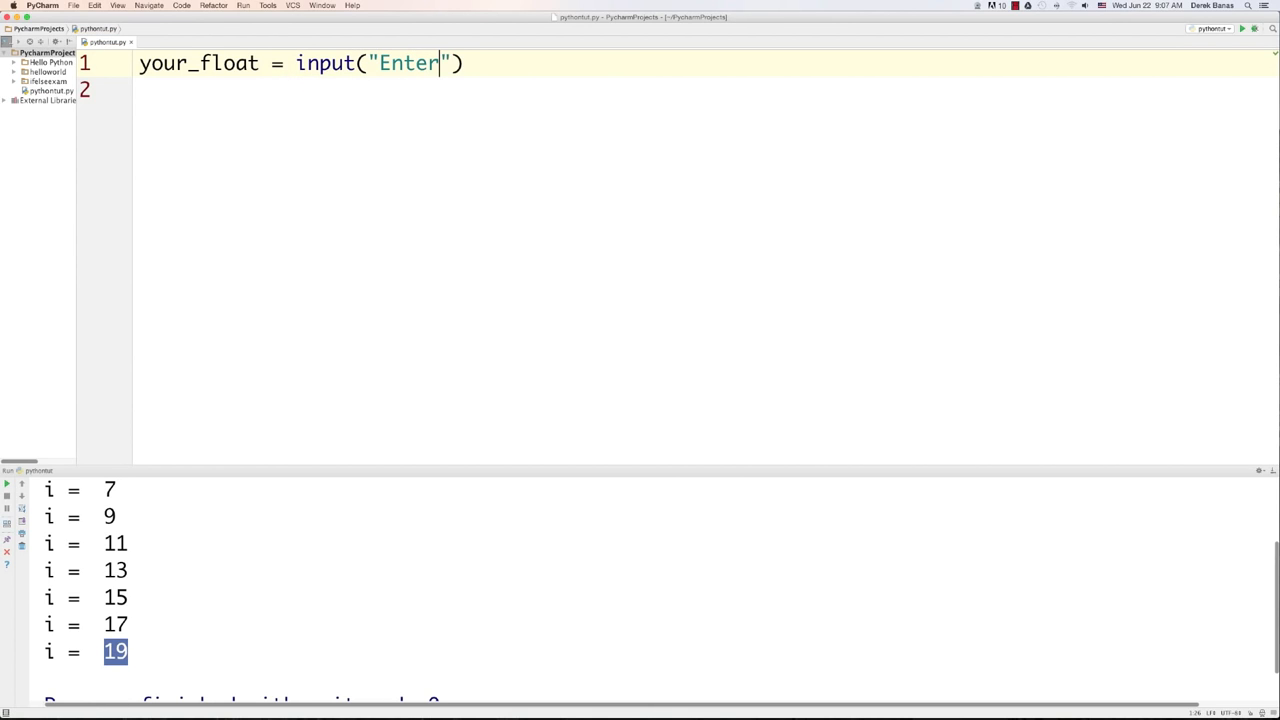 PyCharm File Edit View Navigate Code Refactor Run Tools VCS Window Help 10 Wed Jun 22 9:07 AM Derek Banas
pythontut.py - PycharmProjects - [~/PycharmProjects]
PycharmProjects pythontut.py pythontut
pythontut.py ×
PycharmProject
Hello Python
helloworld
ifelseexam
pythontut.py
External Librarie
1 your_float = input("Enter")
2
Run pythontut
i = 7
i = 9
i = 11
i = 13
i = 15
i = 17
i = 19
1:26 LF÷ UTF-8÷